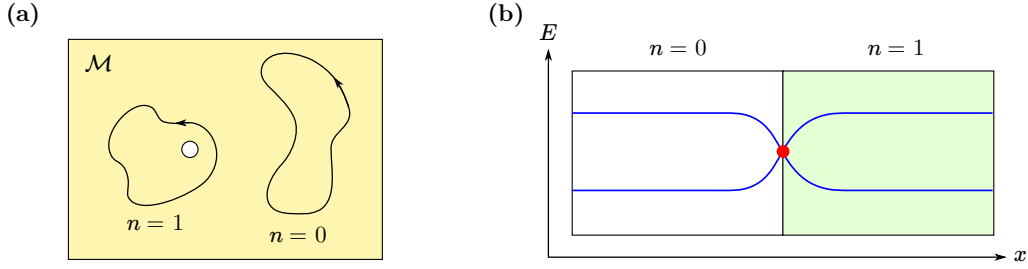 (a)
M
n = 1
n = 0
(b)
E
n = 0
n = 1
x